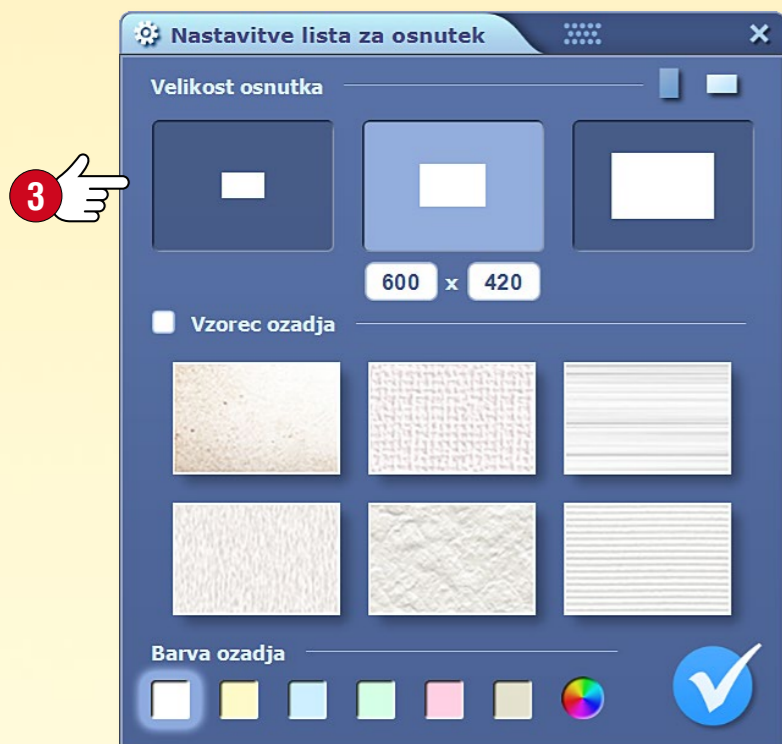 Nastavitve lista za osnutek
Velikost osnutka
3
600 x 420
Vzorec ozadja
Barva ozadja